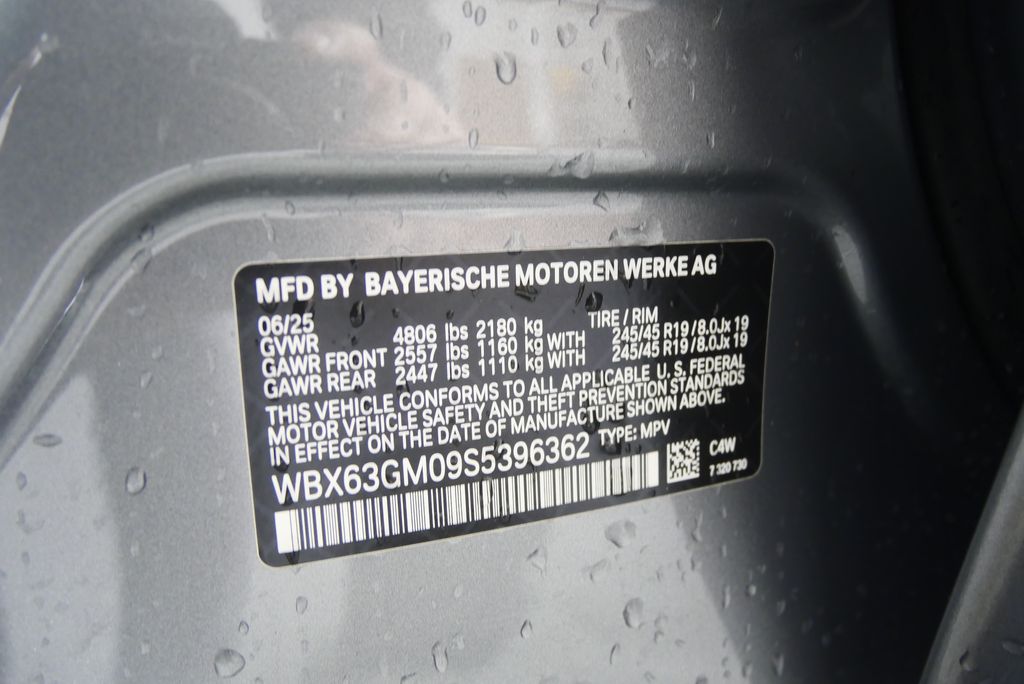 MFD BY BAYERISCHE MOTOREN WERKE AG
06/25 TIRE / RIM
GVWR 4806 lbs 2180 kg
GAWR FRONT 2557 lbs 1160 kg WITH 245/45 R19 / 8.0Jx 19
GAWR REAR 2447 lbs 1110 kg WITH 245/45 R19 / 8.0Jx 19
THIS VEHICLE CONFORMS TO ALL APPLICABLE U. S. FEDERAL
MOTOR VEHICLE SAFETY AND THEFT PREVENTION STANDARDS
IN EFFECT ON THE DATE OF MANUFACTURE SHOWN ABOVE.
WBX63GM09S5396362 TYPE: MPV
C4W
7 320 730